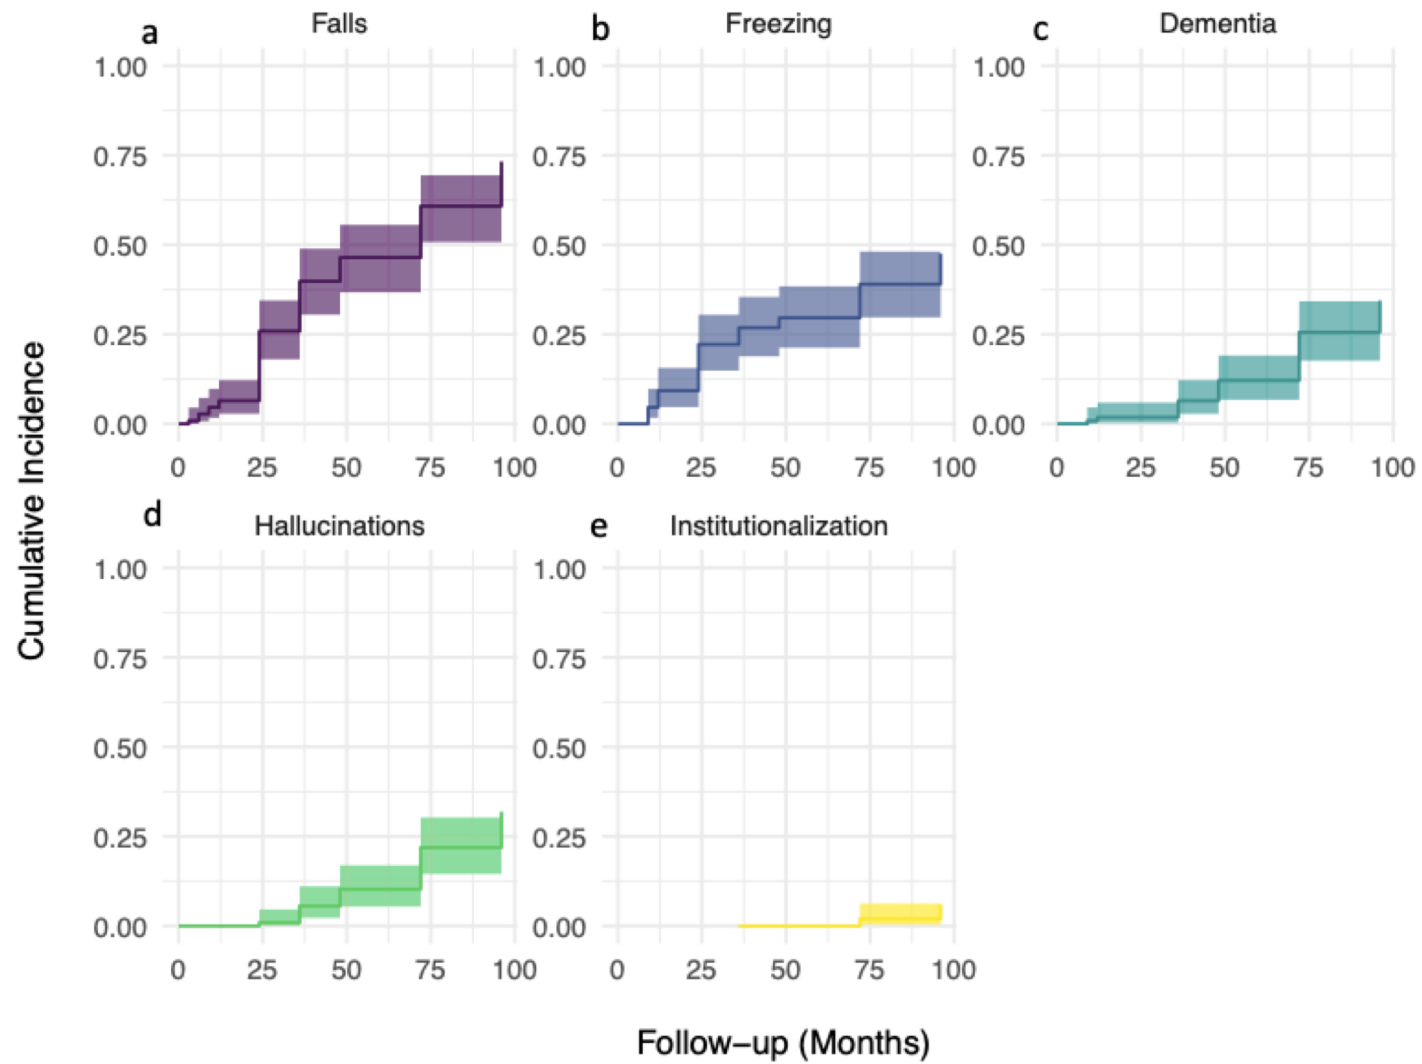 a Falls
1.00
0.75
0.50
0.25
0.00
0 25 50 75 100
b Freezing
1.00
0.75
0.50
0.25
0.00
0 25 50 75 100
c Dementia
1.00
0.75
0.50
0.25
0.00
0 25 50 75 100
d Hallucinations
1.00
0.75
0.50
0.25
0.00
0 25 50 75 100
e Institutionalization
1.00
0.75
0.50
0.25
0.00
0 25 50 75 100
Cumulative Incidence
Follow−up (Months)